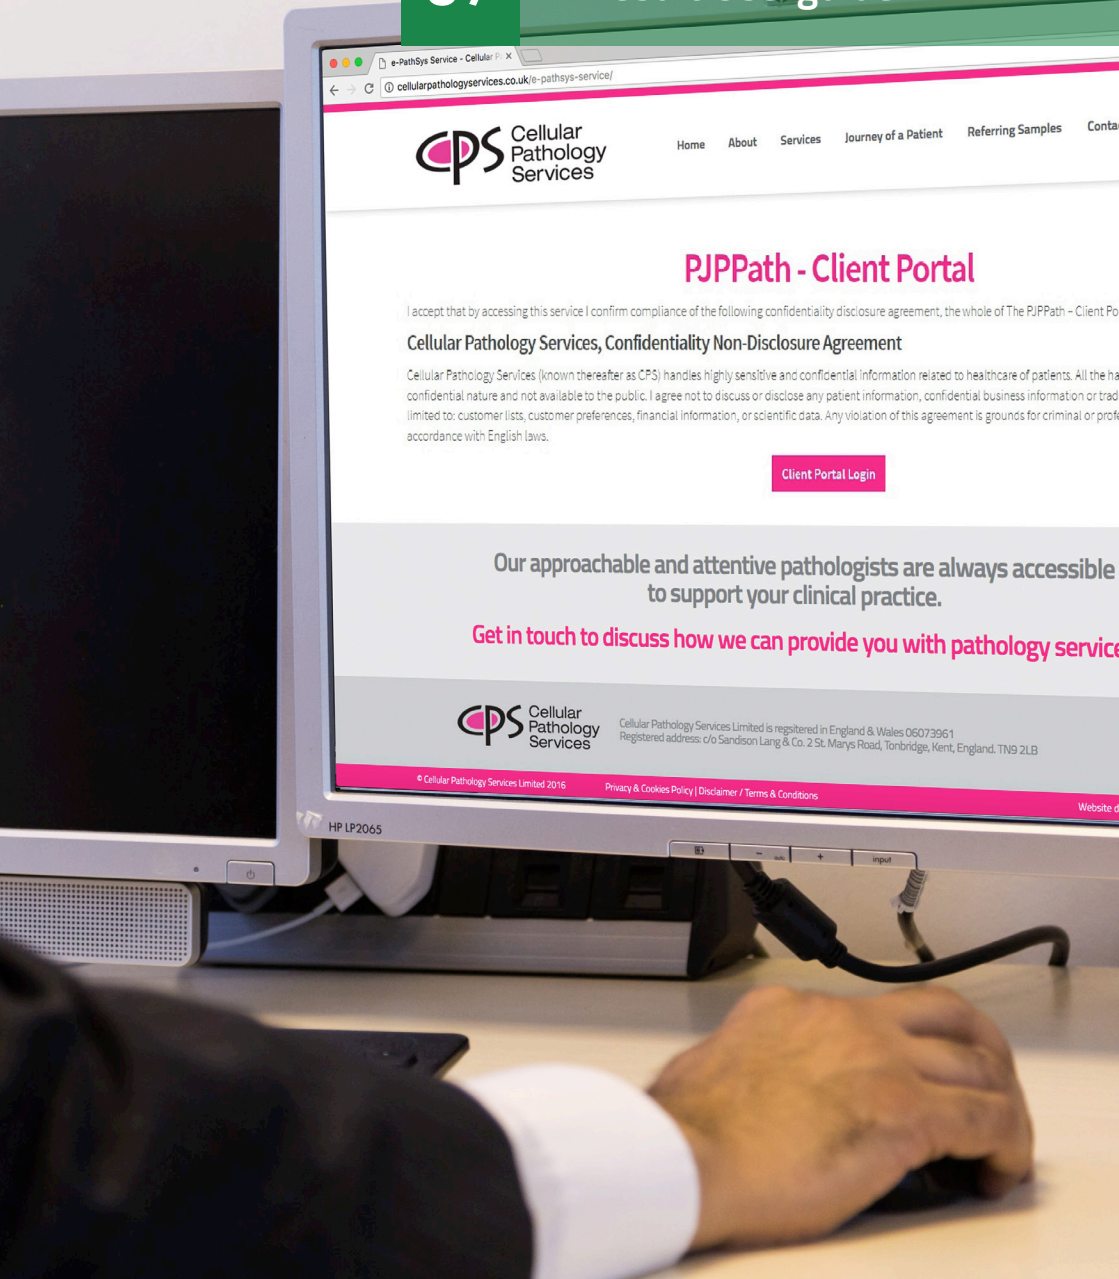 e-PathSys Service - Cellular P
cellularpathologyservices.co.uk/e-pathsys-service/
CPS Cellular
Pathology
Services
Home About Services Journey of a Patient Referring Samples Conta
PJPPath - Client Portal
I accept that by accessing this service I confirm compliance of the following confidentiality disclosure agreement, the whole of The PJPPath – Client Po
Cellular Pathology Services, Confidentiality Non-Disclosure Agreement
Cellular Pathology Services (known thereafter as CPS) handles highly sensitive and confidential information related to healthcare of patients. All the ha
confidential nature and not available to the public. I agree not to discuss or disclose any patient information, confidential business information or trad
limited to: customer lists, customer preferences, financial information, or scientific data. Any violation of this agreement is grounds for criminal or profe
accordance with English laws.
Client Portal Login
Our approachable and attentive pathologists are always accessible
to support your clinical practice.
Get in touch to discuss how we can provide you with pathology service
CPS Cellular
Pathology
Services
Cellular Pathology Services Limited is regsitered in England & Wales 06073961
Registered address: c/o Sandison Lang & Co. 2 St. Marys Road, Tonbridge, Kent, England. TN9 2LB
© Cellular Pathology Services Limited 2016 Privacy & Cookies Policy | Disclaimer / Terms & Conditions Website d
HP LP2065
- auto + input